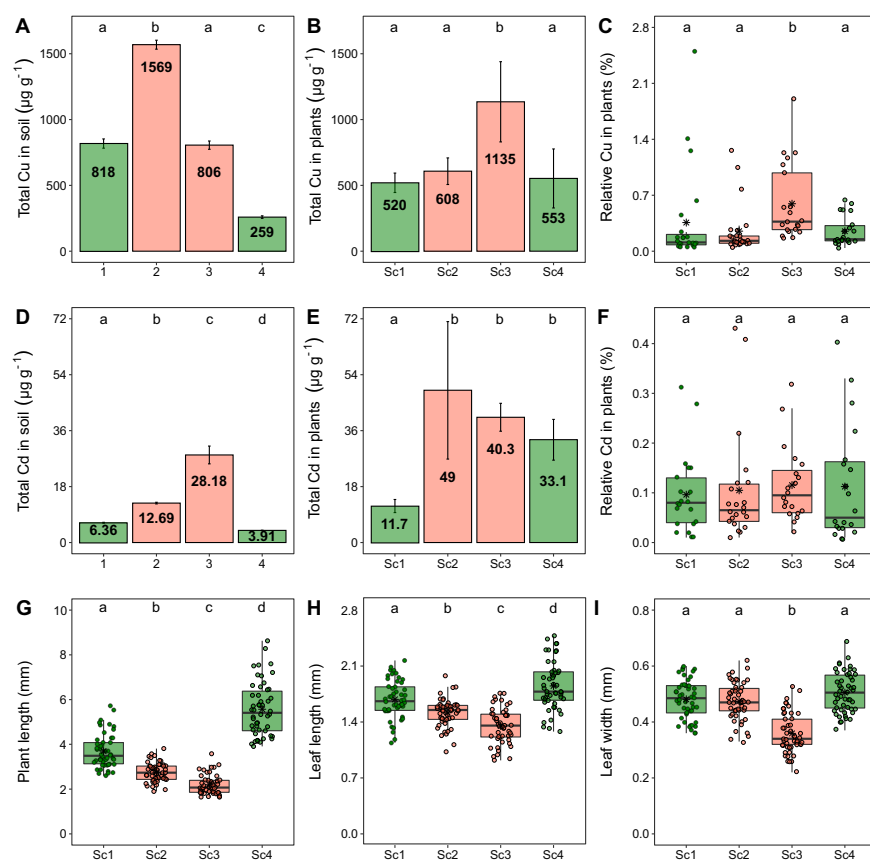 A
a b a c
Total Cu in soil (µg g⁻¹)
1500
1000
500
0
818
1569
806
259
1 2 3 4
B
a a b a
Total Cu in plants (µg g⁻¹)
1500
1000
500
0
520
608
1135
553
Sc1 Sc2 Sc3 Sc4
C
a a b a
Relative Cu in plants (%)
2.8
2.1
1.4
0.7
0.0
Sc1 Sc2 Sc3 Sc4
D
a b c d
Total Cd in soil (µg g⁻¹)
72
54
36
18
0
6.36
12.69
28.18
3.91
1 2 3 4
E
a b b b
Total Cd in plants (µg g⁻¹)
72
54
36
18
0
11.7
49
40.3
33.1
Sc1 Sc2 Sc3 Sc4
F
a a a a
Relative Cd in plants (%)
0.4
0.3
0.2
0.1
0.0
Sc1 Sc2 Sc3 Sc4
G
a b c d
Plant length (mm)
10
8
6
4
2
0
Sc1 Sc2 Sc3 Sc4
H
a b c d
Leaf length (mm)
2.8
2.1
1.4
0.7
0.0
Sc1 Sc2 Sc3 Sc4
I
a a b a
Leaf width (mm)
0.8
0.6
0.4
0.2
0.0
Sc1 Sc2 Sc3 Sc4